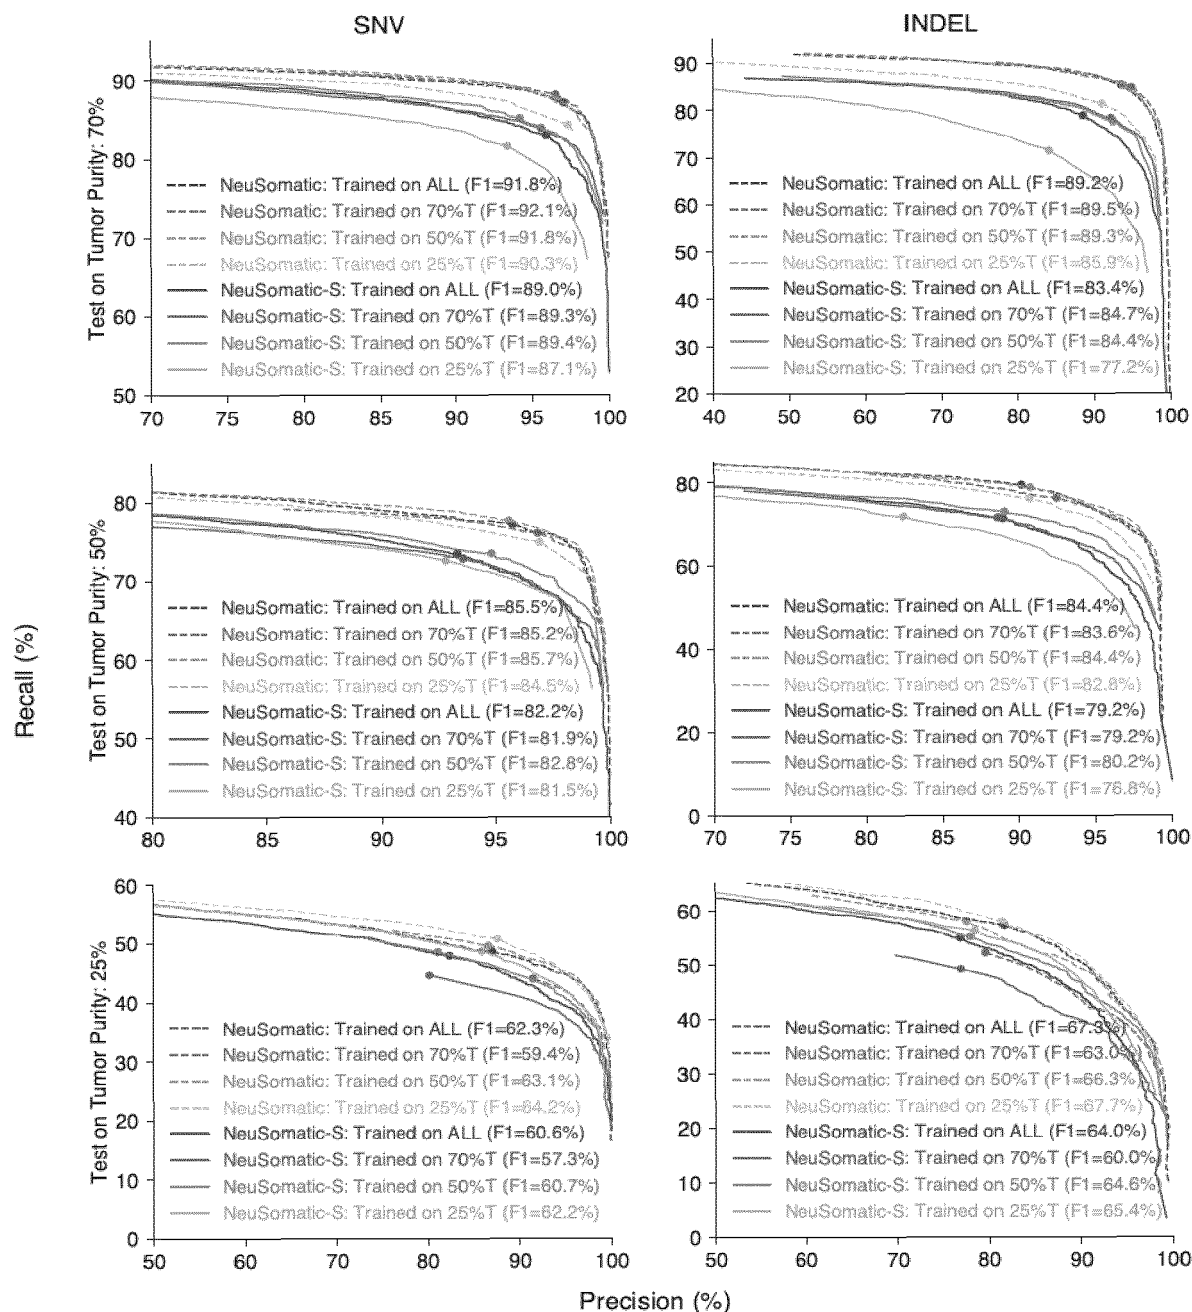 SNV
INDEL
Recall (%)
Test on Tumor Purity: 70%
90
80
70
60
50
NeuSomatic: Trained on ALL (F1=91.8%)
NeuSomatic: Trained on 70%T (F1=92.1%)
NeuSomatic: Trained on 50%T (F1=91.8%)
NeuSomatic: Trained on 25%T (F1=90.3%)
NeuSomatic-S: Trained on ALL (F1=89.0%)
NeuSomatic-S: Trained on 70%T (F1=89.3%)
NeuSomatic-S: Trained on 50%T (F1=89.4%)
NeuSomatic-S: Trained on 25%T (F1=87.1%)
70 75 80 85 90 95 100
90
80
70
60
50
40
30
20
NeuSomatic: Trained on ALL (F1=89.2%)
NeuSomatic: Trained on 70%T (F1=89.5%)
NeuSomatic: Trained on 50%T (F1=89.3%)
NeuSomatic: Trained on 25%T (F1=85.9%)
NeuSomatic-S: Trained on ALL (F1=83.4%)
NeuSomatic-S: Trained on 70%T (F1=84.7%)
NeuSomatic-S: Trained on 50%T (F1=84.4%)
NeuSomatic-S: Trained on 25%T (F1=77.2%)
40 50 60 70 80 90 100
Test on Tumor Purity: 50%
80
70
60
50
40
NeuSomatic: Trained on ALL (F1=85.5%)
NeuSomatic: Trained on 70%T (F1=85.2%)
NeuSomatic: Trained on 50%T (F1=85.7%)
NeuSomatic: Trained on 25%T (F1=84.5%)
NeuSomatic-S: Trained on ALL (F1=82.2%)
NeuSomatic-S: Trained on 70%T (F1=81.9%)
NeuSomatic-S: Trained on 50%T (F1=82.8%)
NeuSomatic-S: Trained on 25%T (F1=81.5%)
80 85 90 95 100
80
60
40
20
0
NeuSomatic: Trained on ALL (F1=84.4%)
NeuSomatic: Trained on 70%T (F1=83.6%)
NeuSomatic: Trained on 50%T (F1=84.4%)
NeuSomatic: Trained on 25%T (F1=82.8%)
NeuSomatic-S: Trained on ALL (F1=79.2%)
NeuSomatic-S: Trained on 70%T (F1=79.2%)
NeuSomatic-S: Trained on 50%T (F1=80.2%)
NeuSomatic-S: Trained on 25%T (F1=76.8%)
70 75 80 85 90 95 100
Test on Tumor Purity: 25%
60
50
40
30
20
10
0
NeuSomatic: Trained on ALL (F1=62.3%)
NeuSomatic: Trained on 70%T (F1=59.4%)
NeuSomatic: Trained on 50%T (F1=63.1%)
NeuSomatic: Trained on 25%T (F1=64.2%)
NeuSomatic-S: Trained on ALL (F1=60.6%)
NeuSomatic-S: Trained on 70%T (F1=57.3%)
NeuSomatic-S: Trained on 50%T (F1=60.7%)
NeuSomatic-S: Trained on 25%T (F1=62.2%)
50 60 70 80 90 100
60
50
40
30
20
10
0
NeuSomatic: Trained on ALL (F1=67.3%)
NeuSomatic: Trained on 70%T (F1=63.0%)
NeuSomatic: Trained on 50%T (F1=66.3%)
NeuSomatic: Trained on 25%T (F1=67.7%)
NeuSomatic-S: Trained on ALL (F1=64.0%)
NeuSomatic-S: Trained on 70%T (F1=60.0%)
NeuSomatic-S: Trained on 50%T (F1=64.6%)
NeuSomatic-S: Trained on 25%T (F1=65.4%)
50 60 70 80 90 100
Precision (%)